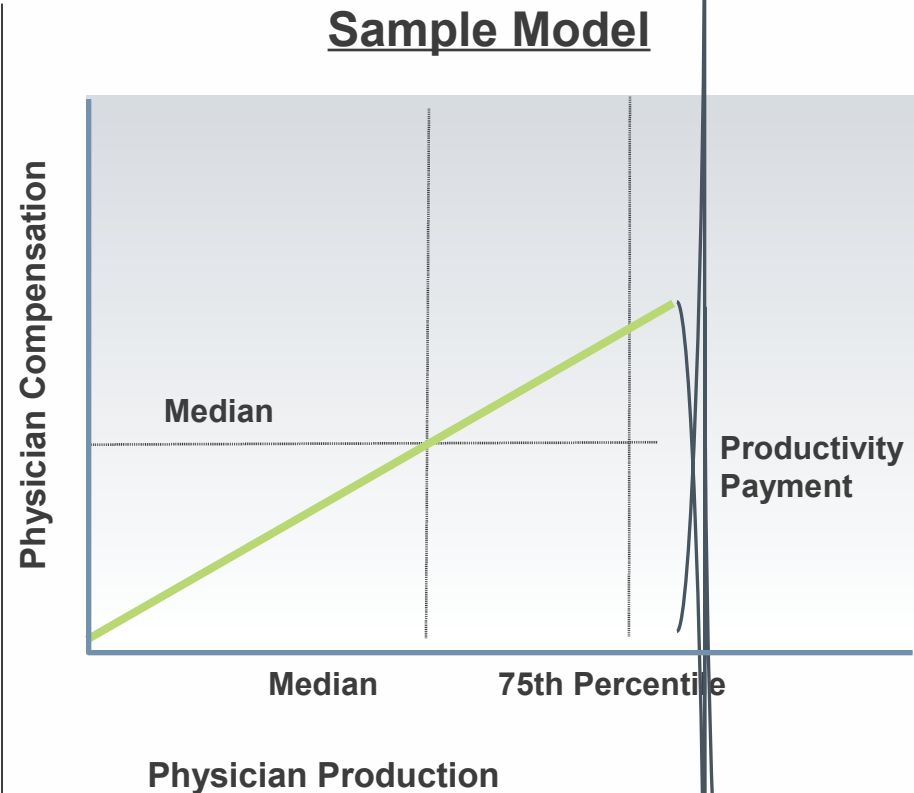 Sample Model
Physician Compensation
Median
Productivity
Payment
Median
75th Percentile
Physician Production